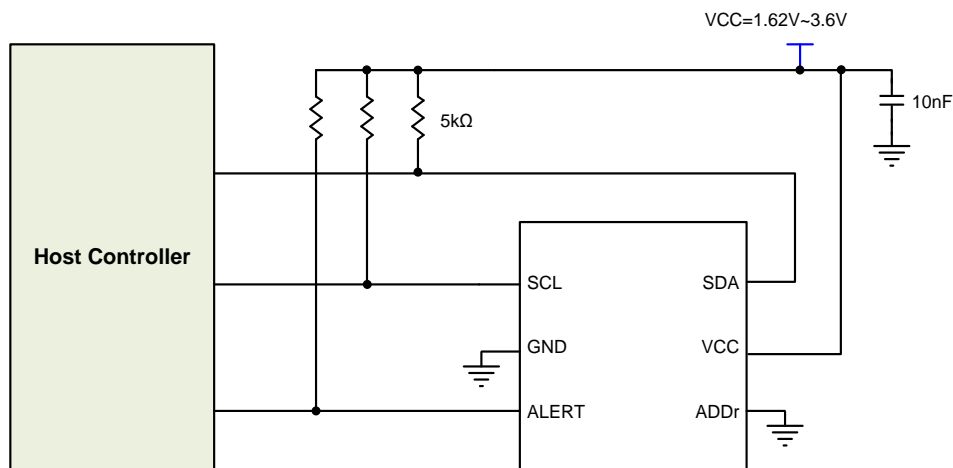 VCC=1.62V~3.6V
10nF
5kΩ
Host Controller
SCL
SDA
GND
VCC
ALERT
ADDr